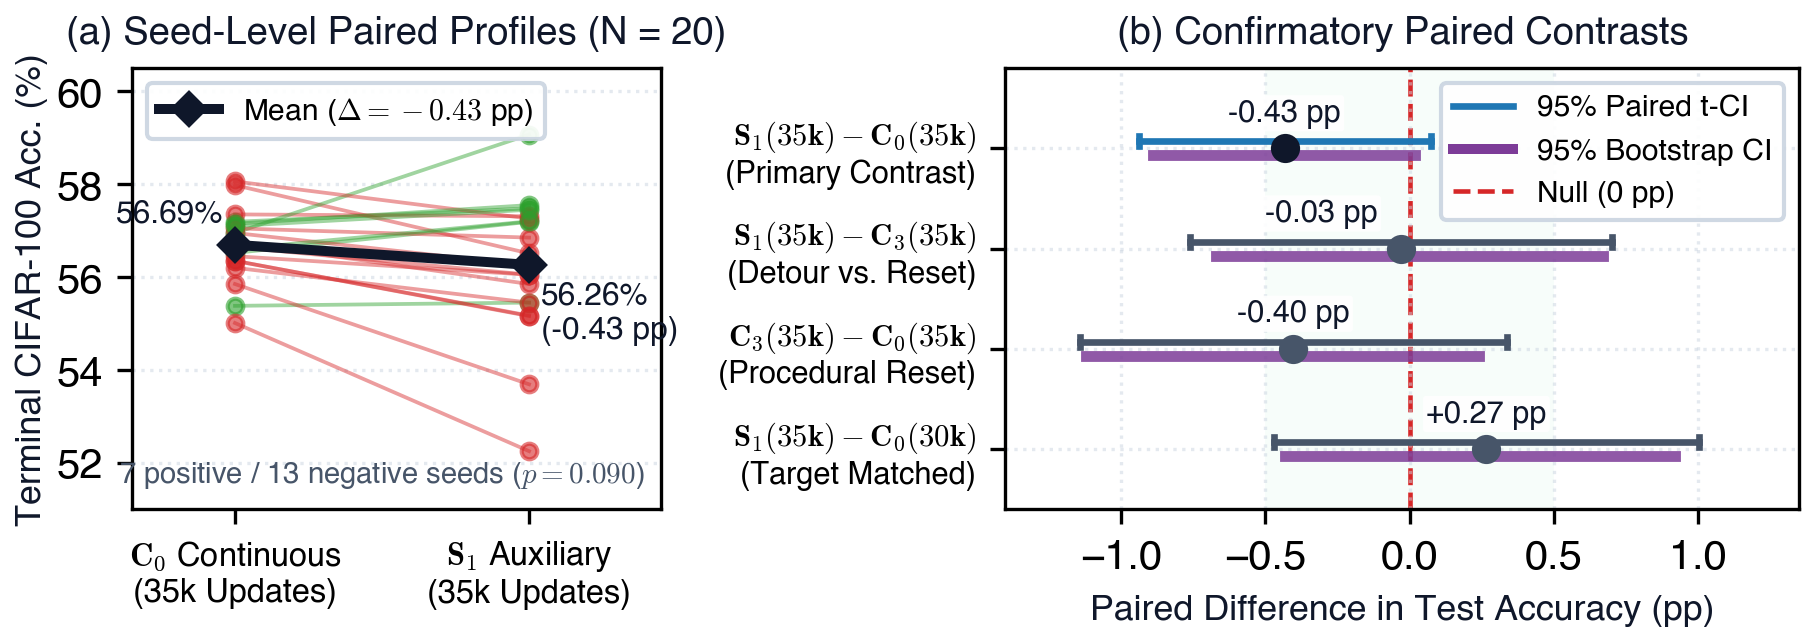 (a) Seed-Level Paired Profiles (N = 20)
Terminal CIFAR-100 Acc. (%)
60
58
56
54
52
Mean (Δ = −0.43 pp)
56.69%
56.26%
(-0.43 pp)
7 positive / 13 negative seeds (p = 0.090)
C₀ Continuous
(35k Updates)
S₁ Auxiliary
(35k Updates)
(b) Confirmatory Paired Contrasts
S₁(35k) − C₀(35k)
(Primary Contrast)
S₁(35k) − C₃(35k)
(Detour vs. Reset)
C₃(35k) − C₀(35k)
(Procedural Reset)
S₁(35k) − C₀(30k)
(Target Matched)
-0.43 pp
-0.03 pp
-0.40 pp
+0.27 pp
95% Paired t-CI
95% Bootstrap CI
Null (0 pp)
−1.0 −0.5 0.0 0.5 1.0
Paired Difference in Test Accuracy (pp)